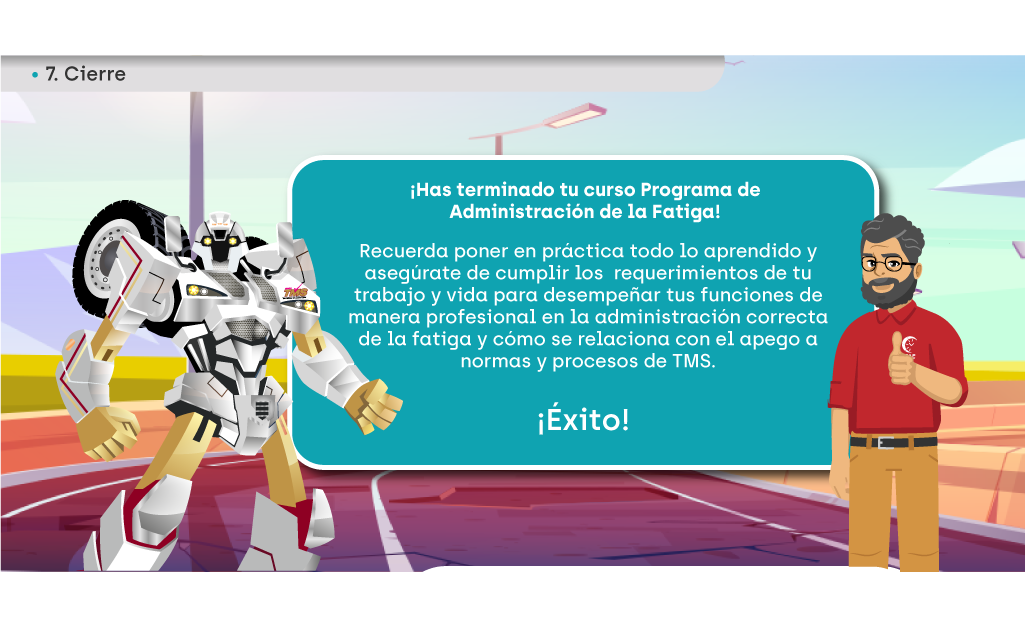 • 7. Cierre
¡Has terminado tu curso Programa de
Administración de la Fatiga!
Recuerda poner en práctica todo lo aprendido y
asegúrate de cumplir los requerimientos de tu
trabajo y vida para desempeñar tus funciones de
manera profesional en la administración correcta
de la fatiga y cómo se relaciona con el apego a
normas y procesos de TMS.
¡Éxito!
TMS